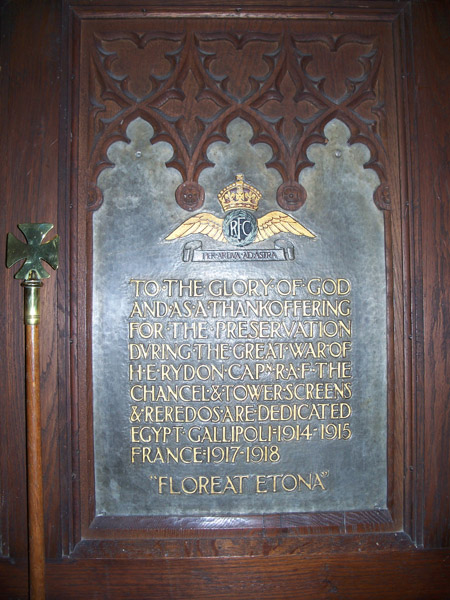 RFC
PER·ARDVA·AD·ASTRA
TO·THE·GLORY·OF·GOD
AND·AS·A·THANKOFFERING
FOR·THE·PRESERVATION
DVRING·THE·GREAT·WAR·OF
H·E·RYDON·CAPᵀ·R·A·F·THE
CHANCEL·&·TOWER·SCREENS
&·REREDOS·ARE·DEDICATED
EGYPT·GALLIPOLI·1914-1915
FRANCE·1917-1918
"FLOREAT ETONA"